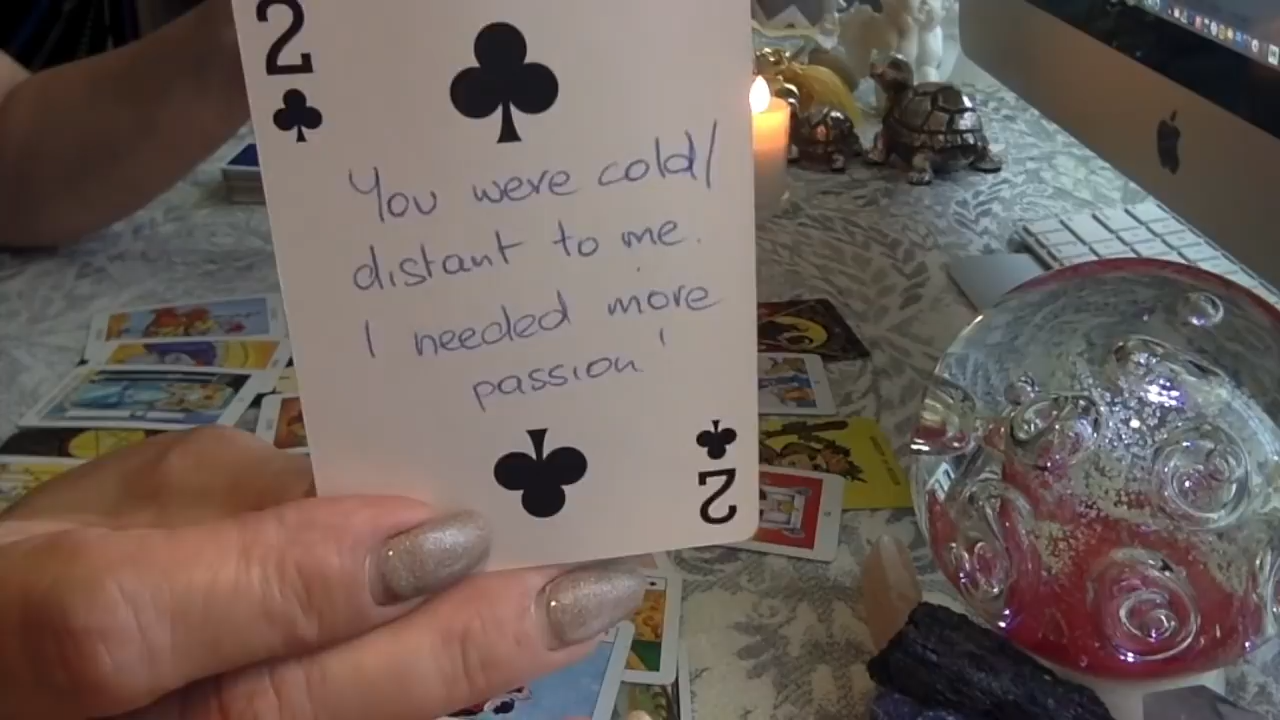 2
You were cold/
distant to me.
I needed more
passion!
2